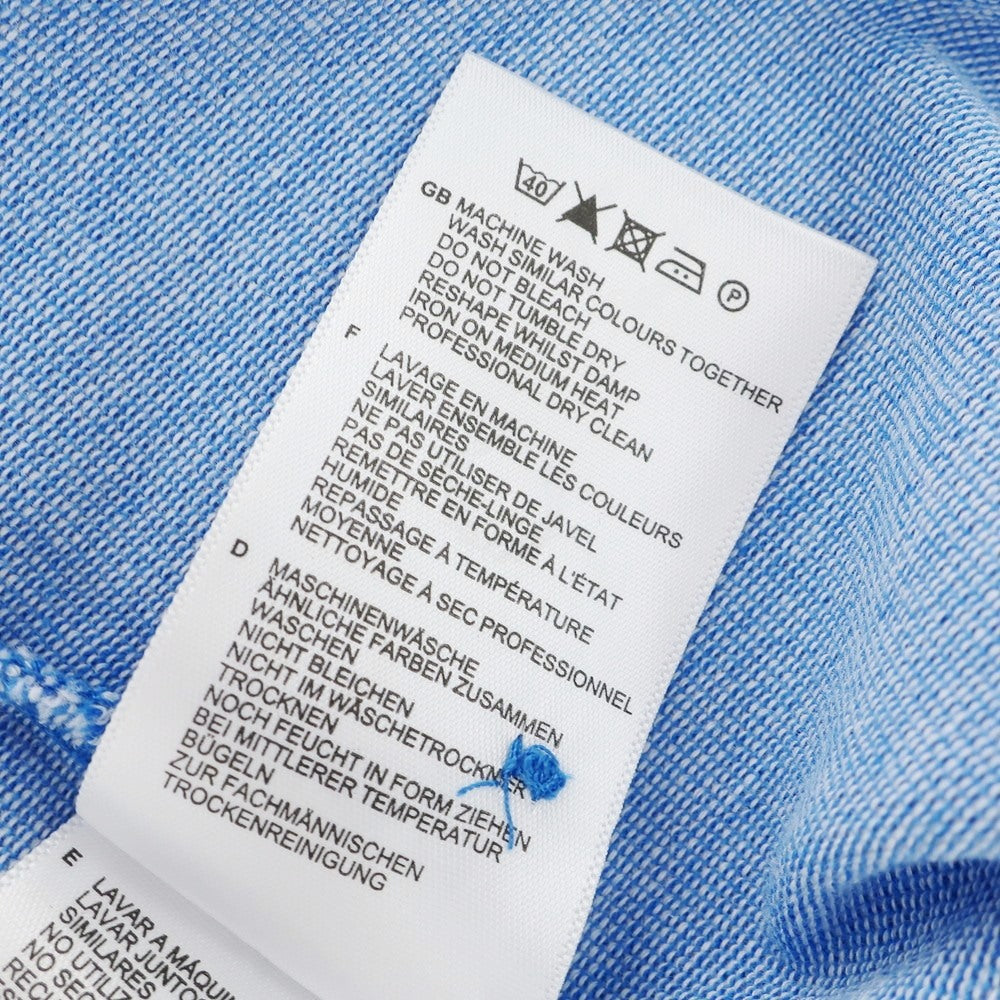 40
P
GB MACHINE WASH
WASH SIMILAR COLOURS TOGETHER
DO NOT BLEACH
DO NOT TUMBLE DRY
RESHAPE WHILST DAMP
IRON ON MEDIUM HEAT
PROFESSIONAL DRY CLEAN
F LAVAGE EN MACHINE
LAVER ENSEMBLE LES COULEURS
SIMILAIRES
NE PAS UTILISER DE JAVEL
PAS DE SÈCHE-LINGE
REMETTRE EN FORME À L'ÉTAT
HUMIDE
REPASSAGE À TEMPÉRATURE
MOYENNE
NETTOYAGE À SEC PROFESSIONNEL
D MASCHINENWÄSCHE
ÄHNLICHE FARBEN ZUSAMMEN
WASCHEN
NICHT BLEICHEN
NICHT IM WÄSCHETROCKNER
TROCKNEN
NOCH FEUCHT IN FORM ZIEHEN
BEI MITTLERER TEMPERATUR
BÜGELN
ZUR FACHMÄNNISCHEN
TROCKENREINIGUNG
E LAVAR A MÁQUI
LAVAR JUNTO
SIMILARES
NO UTILIZ
NO SEC